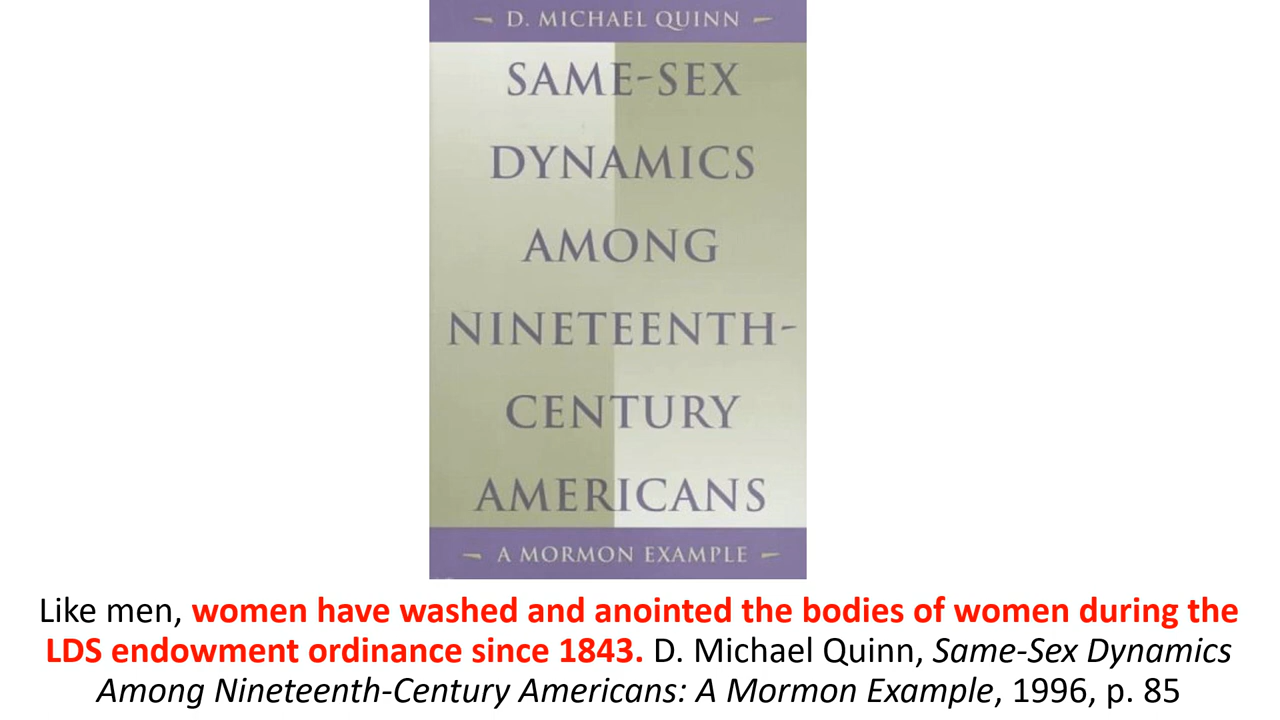 D. MICHAEL QUINN
SAME-SEX
DYNAMICS
AMONG
NINETEENTH-
CENTURY
AMERICANS
A MORMON EXAMPLE
Like men, women have washed and anointed the bodies of women during the
LDS endowment ordinance since 1843. D. Michael Quinn, Same-Sex Dynamics
Among Nineteenth-Century Americans: A Mormon Example, 1996, p. 85